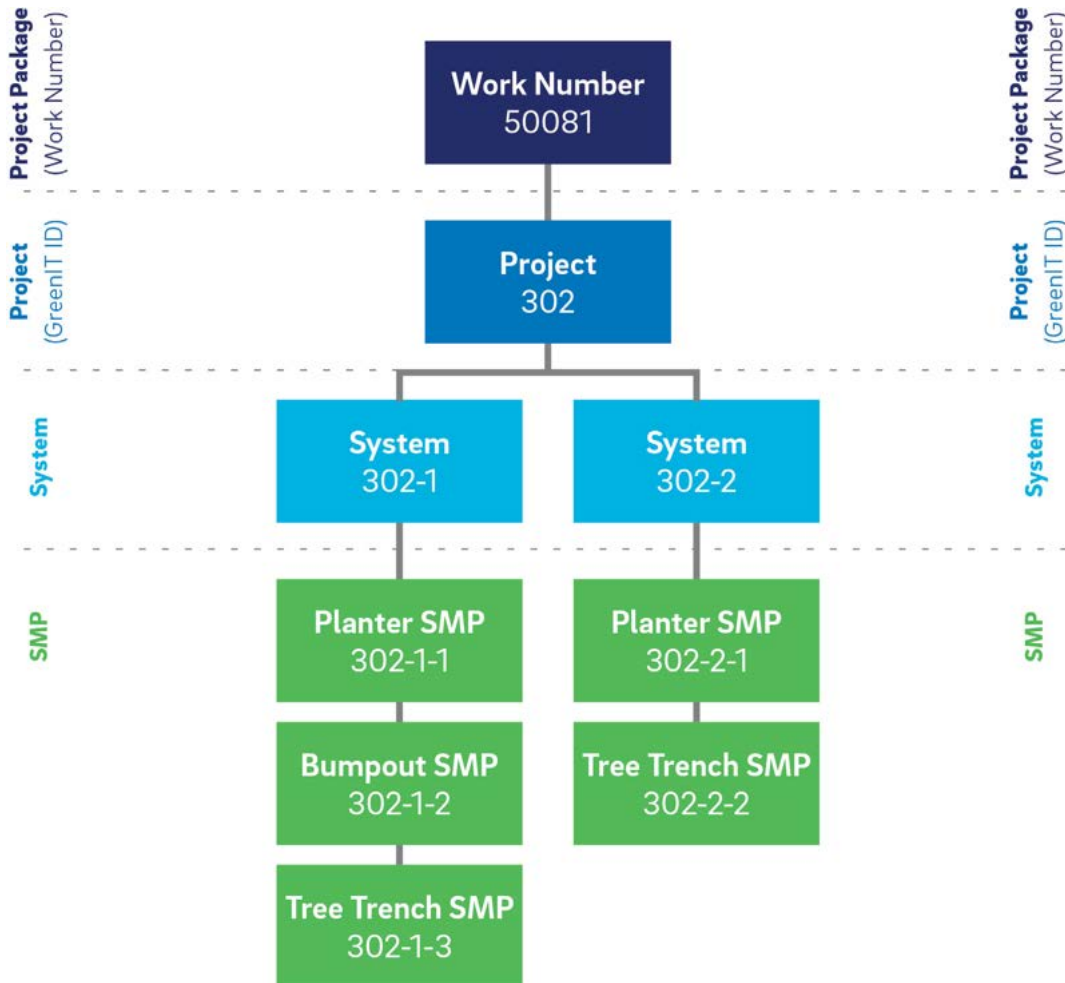 Project Package
(Work Number)
Work Number
50081
Project Package
(Work Number)
Project
(GreenIT ID)
Project
302
Project
(GreenIT ID)
System
System
302-1
System
302-2
System
SMP
Planter SMP
302-1-1
Planter SMP
302-2-1
SMP
Bumpout SMP
302-1-2
Tree Trench SMP
302-2-2
Tree Trench SMP
302-1-3